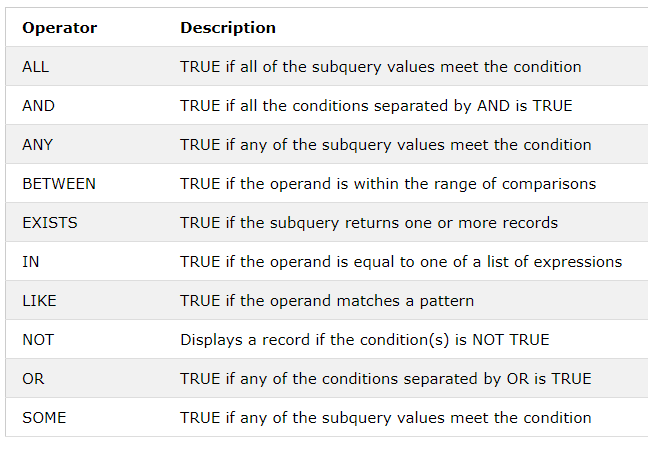 Operator Description
ALL TRUE if all of the subquery values meet the condition
AND TRUE if all the conditions separated by AND is TRUE
ANY TRUE if any of the subquery values meet the condition
BETWEEN TRUE if the operand is within the range of comparisons
EXISTS TRUE if the subquery returns one or more records
IN TRUE if the operand is equal to one of a list of expressions
LIKE TRUE if the operand matches a pattern
NOT Displays a record if the condition(s) is NOT TRUE
OR TRUE if any of the conditions separated by OR is TRUE
SOME TRUE if any of the subquery values meet the condition